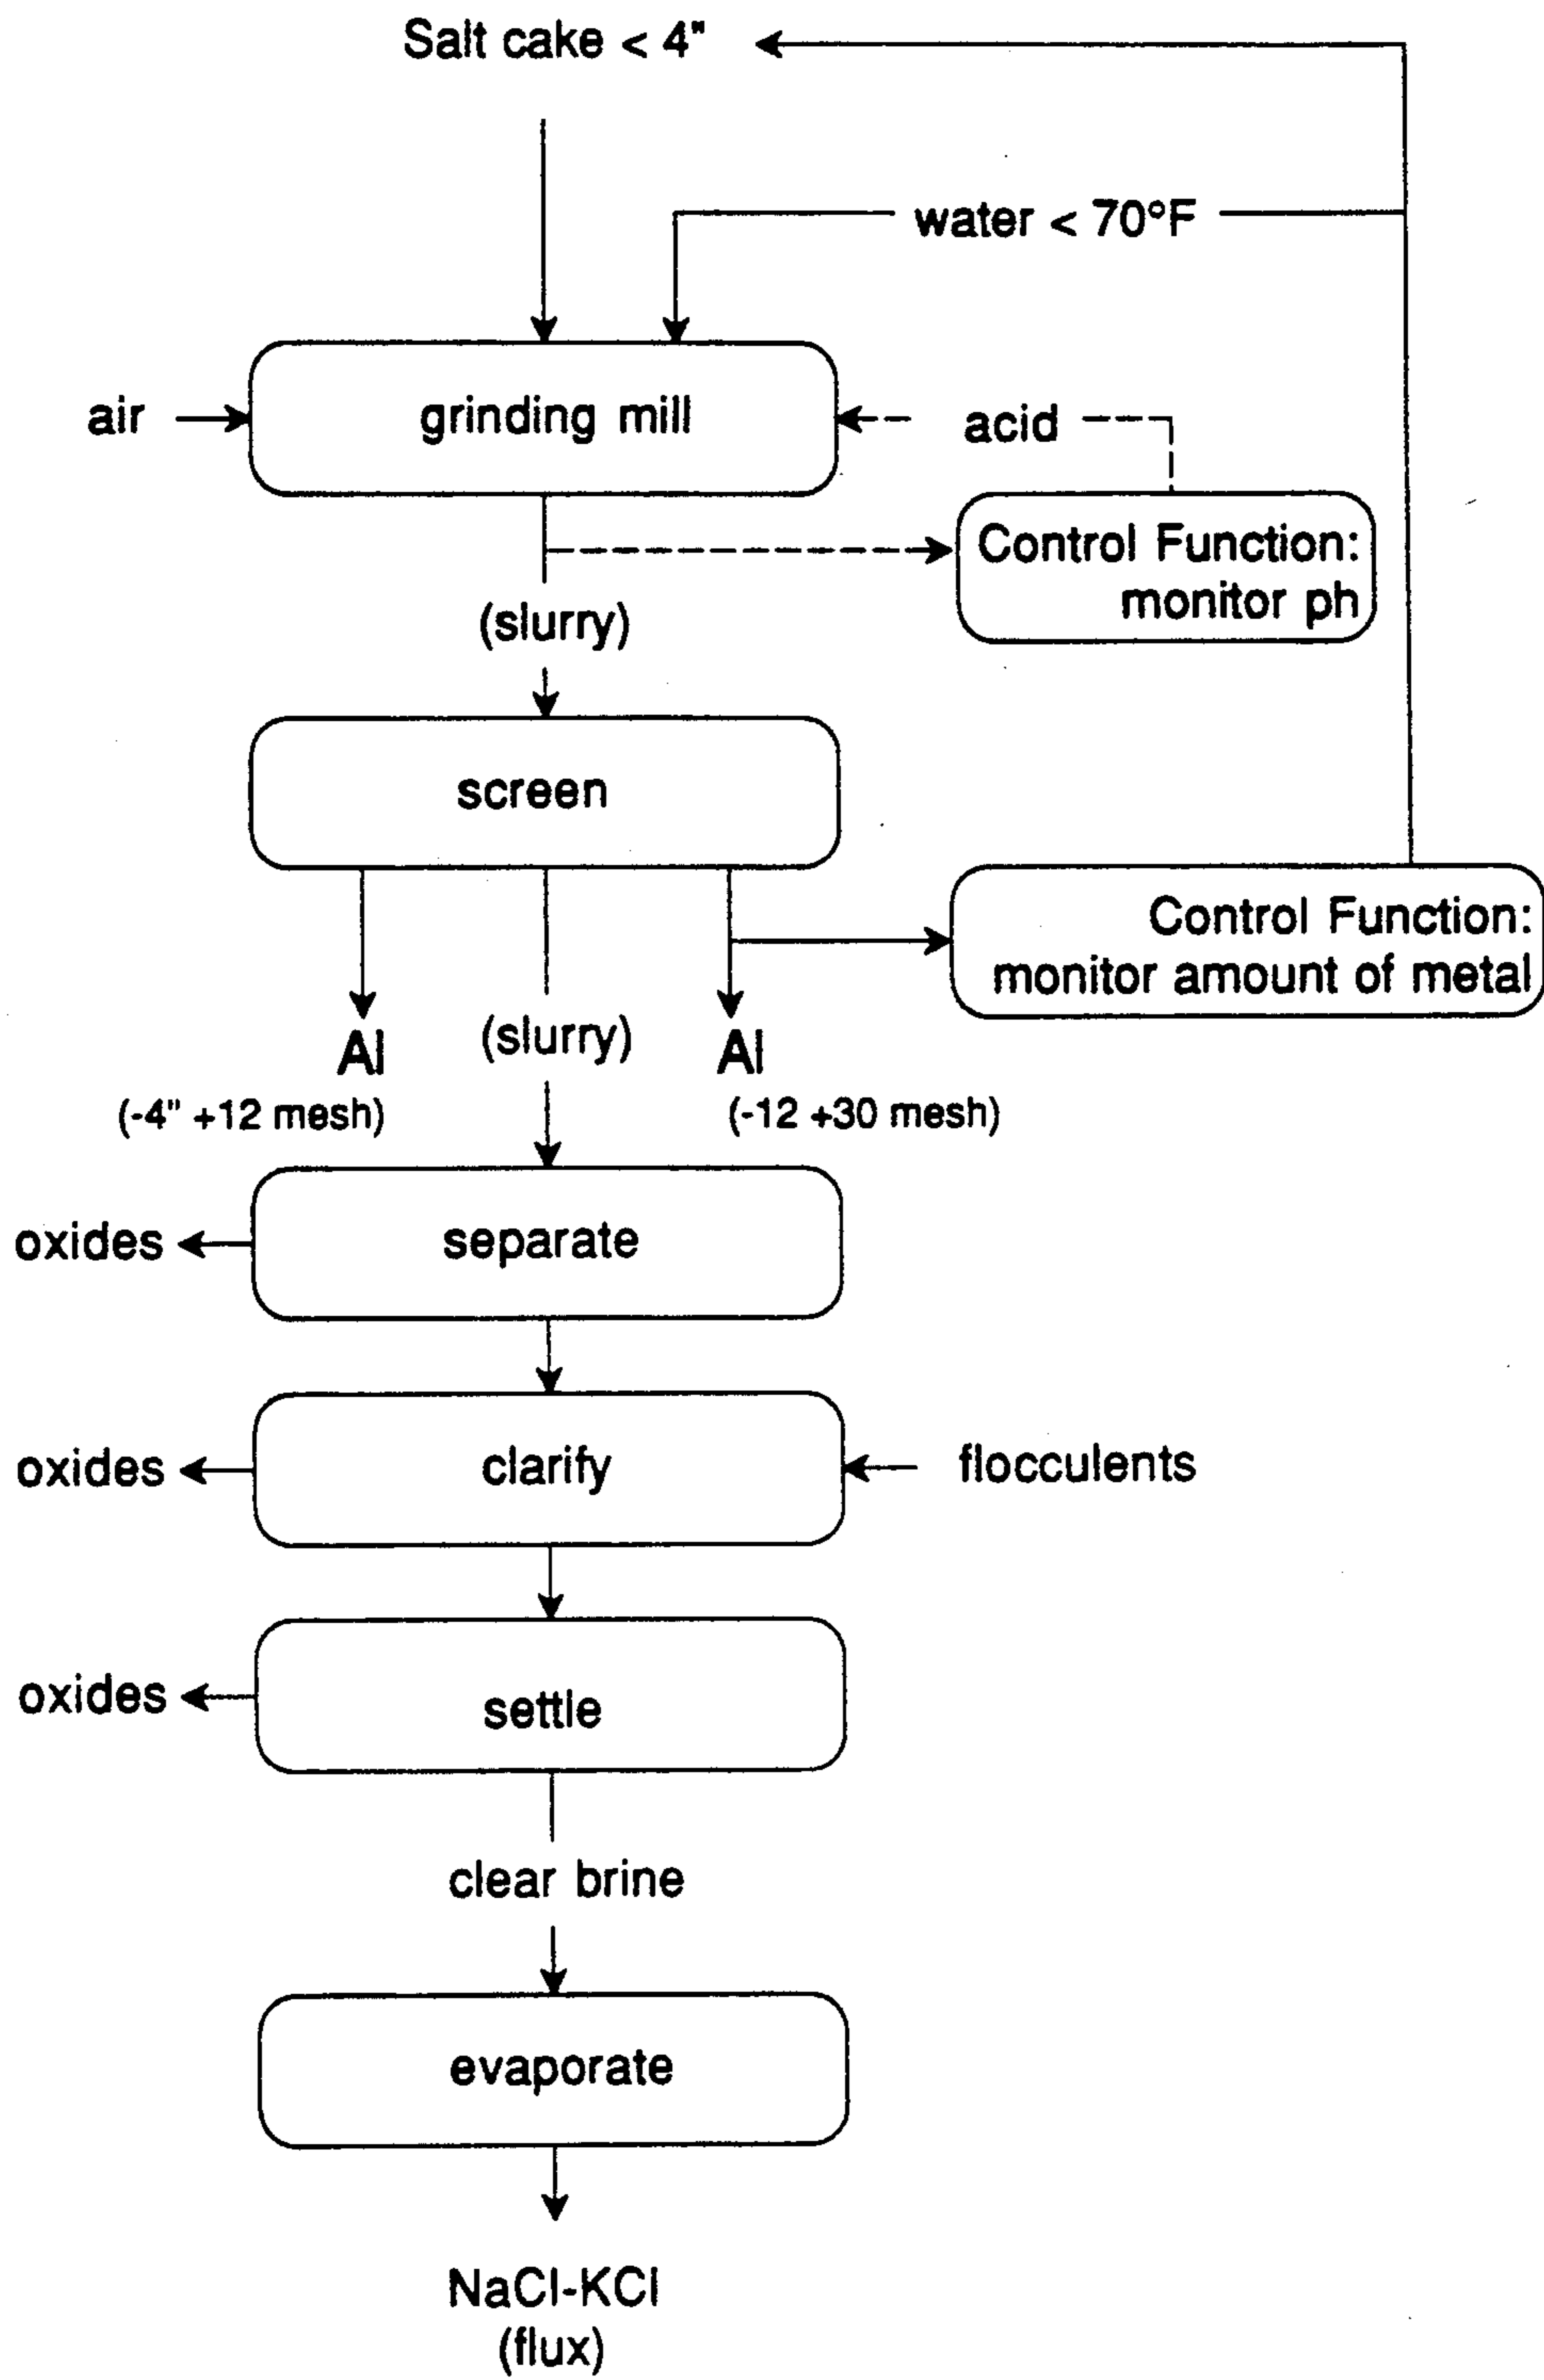 Salt cake < 4"
water < 70°F
air
grinding mill
acid
Control Function:
monitor ph
(slurry)
screen
Control Function:
monitor amount of metal
Al
(slurry)
Al
(-4" +12 mesh)
(-12 +30 mesh)
oxides
separate
oxides
clarify
flocculents
oxides
settle
clear brine
evaporate
NaCl-KCl
(flux)